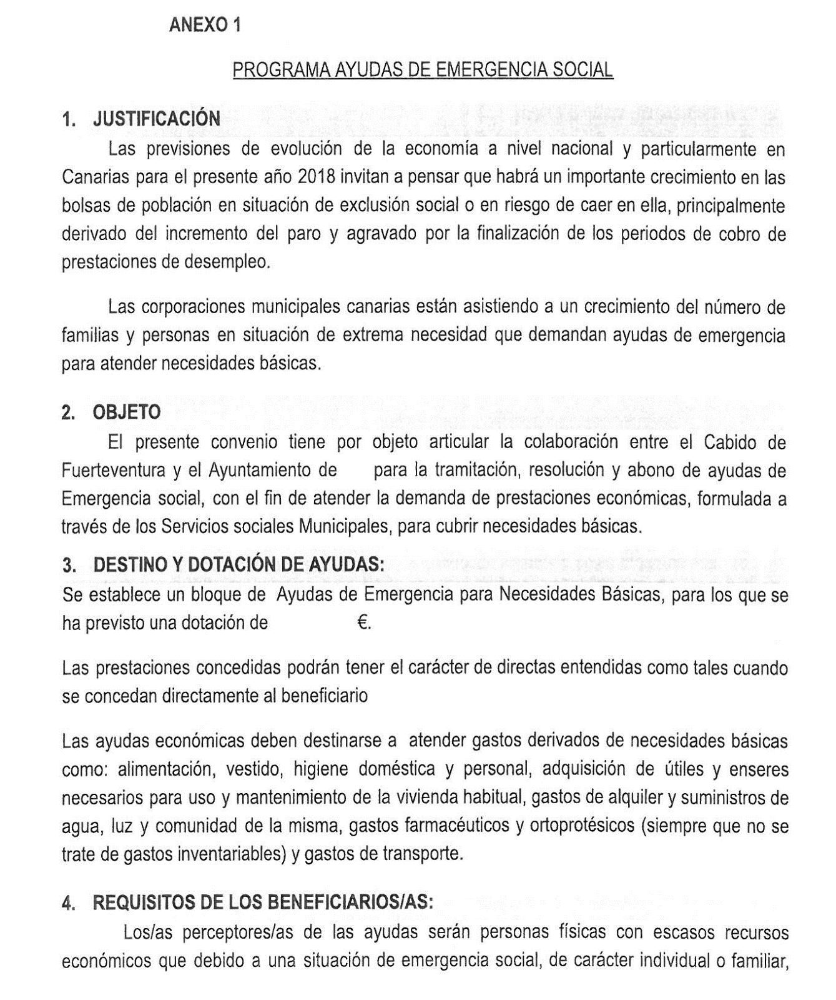 ANEXO 1
PROGRAMA AYUDAS DE EMERGENCIA SOCIAL
1. JUSTIFICACIÓN
Las previsiones de evolución de la economía a nivel nacional y particularmente en
Canarias para el presente año 2018 invitan a pensar que habrá un importante crecimiento en las
bolsas de población en situación de exclusión social o en riesgo de caer en ella, principalmente
derivado del incremento del paro y agravado por la finalización de los periodos de cobro de
prestaciones de desempleo.
Las corporaciones municipales canarias están asistiendo a un crecimiento del número de
familias y personas en situación de extrema necesidad que demandan ayudas de emergencia
para atender necesidades básicas.
2. OBJETO
El presente convenio tiene por objeto articular la colaboración entre el Cabido de
Fuerteventura y el Ayuntamiento de para la tramitación, resolución y abono de ayudas de
Emergencia social, con el fin de atender la demanda de prestaciones económicas, formulada a
través de los Servicios sociales Municipales, para cubrir necesidades básicas.
3. DESTINO Y DOTACIÓN DE AYUDAS:
Se establece un bloque de Ayudas de Emergencia para Necesidades Básicas, para los que se
ha previsto una dotación de €.
Las prestaciones concedidas podrán tener el carácter de directas entendidas como tales cuando
se concedan directamente al beneficiario
Las ayudas económicas deben destinarse a atender gastos derivados de necesidades básicas
como: alimentación, vestido, higiene doméstica y personal, adquisición de útiles y enseres
necesarios para uso y mantenimiento de la vivienda habitual, gastos de alquiler y suministros de
agua, luz y comunidad de la misma, gastos farmacéuticos y ortoprotésicos (siempre que no se
trate de gastos inventariables) y gastos de transporte.
4. REQUISITOS DE LOS BENEFICIARIOS/AS:
Los/as perceptores/as de las ayudas serán personas físicas con escasos recursos
económicos que debido a una situación de emergencia social, de carácter individual o familiar,